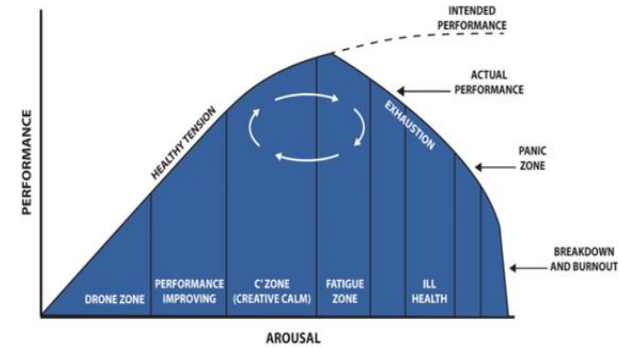 INTENDED
PERFORMANCE
ACTUAL
PERFORMANCE
HEALTHY TENSION
EXHAUSTION
PANIC
ZONE
PERFORMANCE
BREAKDOWN
AND BURNOUT
DRONE ZONE
PERFORMANCE
IMPROVING
C' ZONE
(CREATIVE CALM)
FATIGUE
ZONE
ILL
HEALTH
AROUSAL